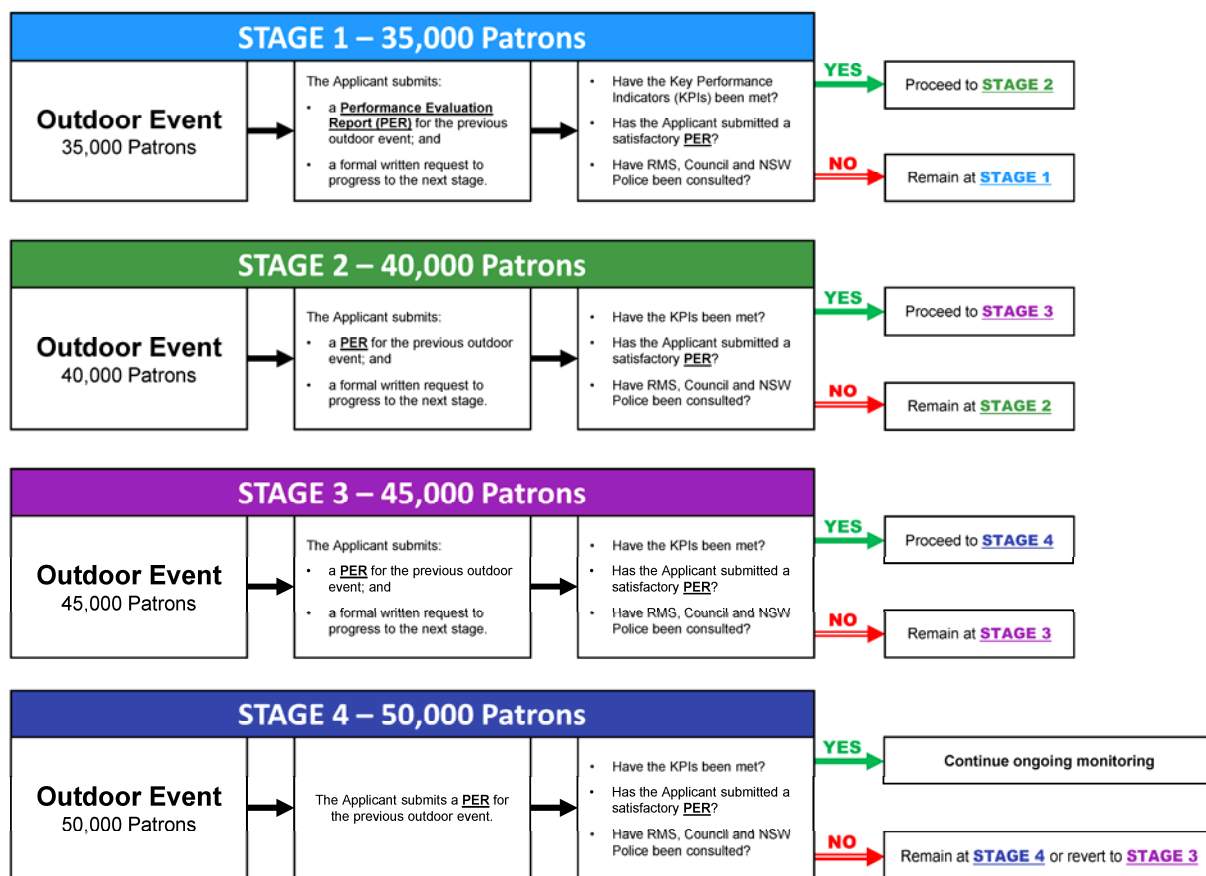 STAGE 1 – 35,000 Patrons
Outdoor Event
35,000 Patrons
The Applicant submits:
• a Performance Evaluation
Report (PER) for the previous
outdoor event; and
• a formal written request to
progress to the next stage.
• Have the Key Performance
Indicators (KPIs) been met?
• Has the Applicant submitted a
satisfactory PER?
• Have RMS, Council and NSW
Police been consulted?
YES
Proceed to STAGE 2
NO
Remain at STAGE 1
STAGE 2 – 40,000 Patrons
Outdoor Event
40,000 Patrons
The Applicant submits:
• a PER for the previous outdoor
event; and
• a formal written request to
progress to the next stage.
• Have the KPIs been met?
• Has the Applicant submitted a
satisfactory PER?
• Have RMS, Council and NSW
Police been consulted?
YES
Proceed to STAGE 3
NO
Remain at STAGE 2
STAGE 3 – 45,000 Patrons
Outdoor Event
45,000 Patrons
The Applicant submits:
• a PER for the previous outdoor
event; and
• a formal written request to
progress to the next stage.
• Have the KPIs been met?
• Has the Applicant submitted a
satisfactory PER?
• Have RMS, Council and NSW
Police been consulted?
YES
Proceed to STAGE 4
NO
Remain at STAGE 3
STAGE 4 – 50,000 Patrons
Outdoor Event
50,000 Patrons
The Applicant submits a PER for
the previous outdoor event.
• Have the KPIs been met?
• Has the Applicant submitted a
satisfactory PER?
• Have RMS, Council and NSW
Police been consulted?
YES
Continue ongoing monitoring
NO
Remain at STAGE 4 or revert to STAGE 3